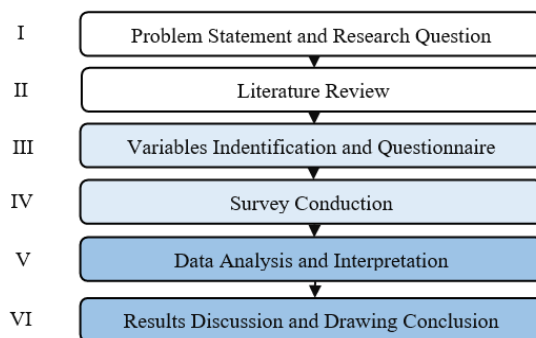 I Problem Statement and Research Question
II Literature Review
III Variables Indentification and Questionnaire
IV Survey Conduction
V Data Analysis and Interpretation
VI Results Discussion and Drawing Conclusion